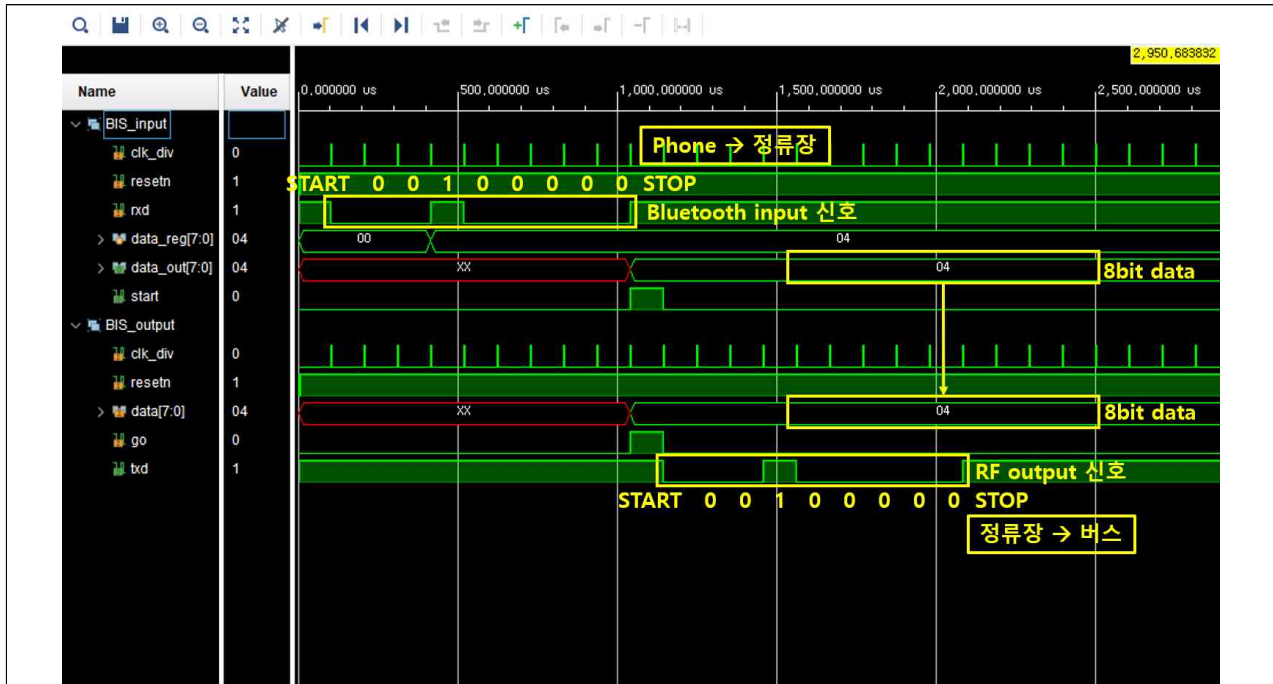 2,950.683832
Name Value 0.000000 us 500.000000 us 1,000.000000 us 1,500.000000 us 2,000.000000 us 2,500.000000 us
BIS_input
Phone → 정류장
clk_div 0
resetn 1
START 0 0 1 0 0 0 0 0 STOP
rxd 1
Bluetooth input 신호
data_reg[7:0] 04 00 04
data_out[7:0] 04 XX 04 8bit data
start 0
BIS_output
clk_div 0
resetn 1
data[7:0] 04 XX 04 8bit data
go 0
txd 1
RF output 신호
START 0 0 1 0 0 0 0 0 STOP
정류장 → 버스